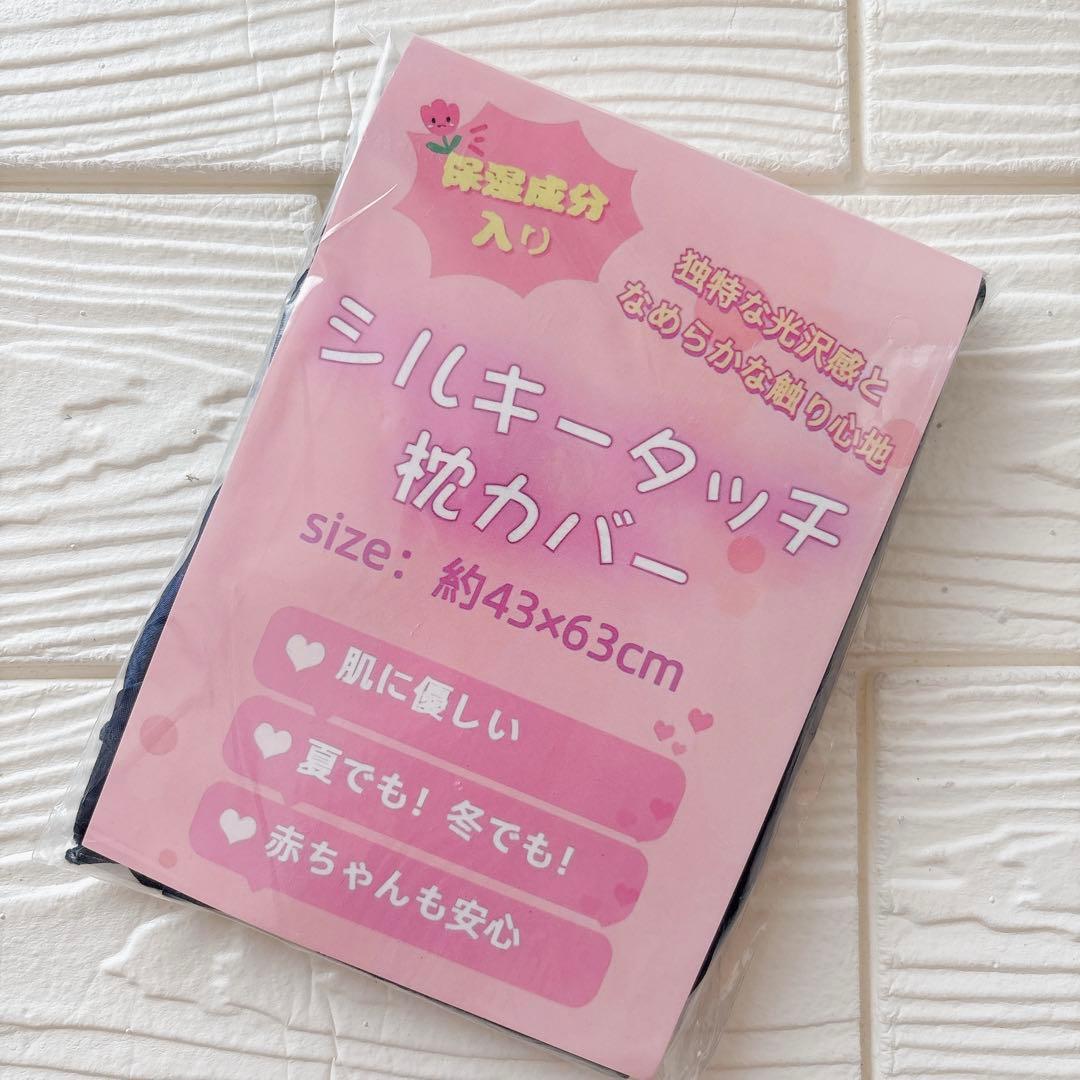 保湿成分
入り
独特な光沢感と
なめらかな触り心地
シルキータッチ
枕カバー
size：約43×63cm
肌に優しい
夏でも！冬でも！
赤ちゃんも安心